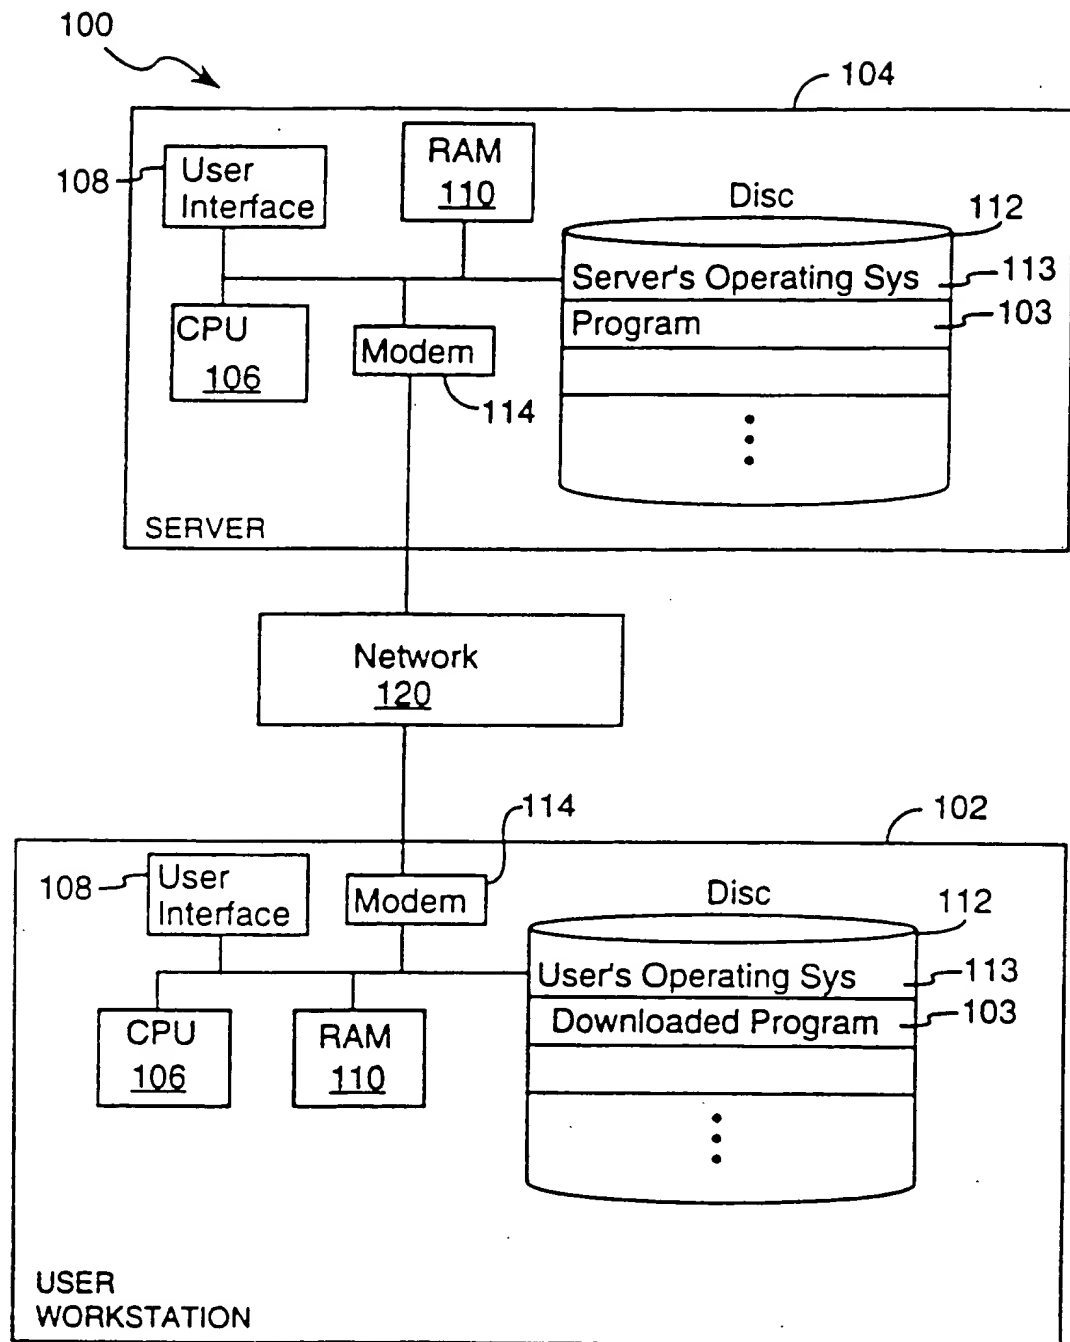 100
104
108
User
Interface
RAM
110
Disc
112
Server's Operating Sys
113
Program
103
CPU
106
Modem
114
SERVER
Network
120
114
102
108
User
Interface
Modem
Disc
112
User's Operating Sys
113
Downloaded Program
103
CPU
106
RAM
110
USER
WORKSTATION